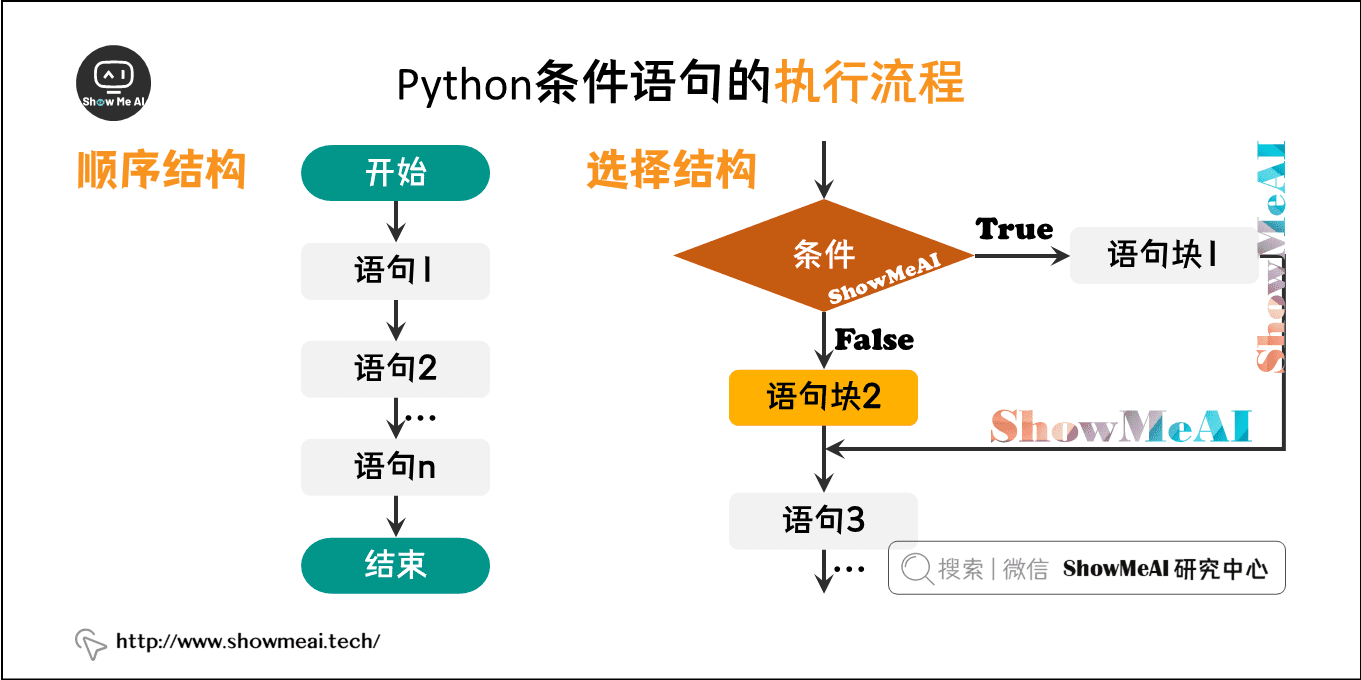 Show Me AI
Python条件语句的执行流程
顺序结构
开始
语句1
语句2
...
语句n
结束
选择结构
条件
ShowMeAI
True
语句块1
False
语句块2
语句3
...
ShowMeAI
ShowMeAI
搜索 | 微信 ShowMeAI 研究中心
http://www.showmeai.tech/